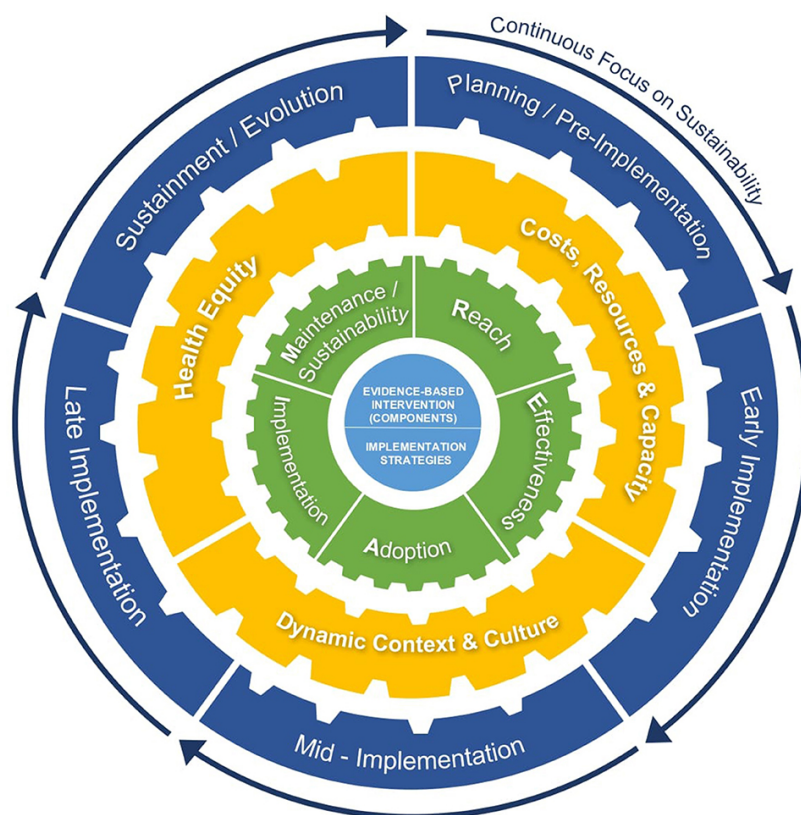 Continuous Focus on Sustainability
Planning / Pre-Implementation
Early Implementation
Mid - Implementation
Late Implementation
Sustainment / Evolution
Costs, Resources & Capacity
Dynamic Context & Culture
Health Equity
Reach
Effectiveness
Adoption
Implementation
Maintenance /
Sustainability
EVIDENCE-BASED
INTERVENTION
(COMPONENTS)
IMPLEMENTATION
STRATEGIES